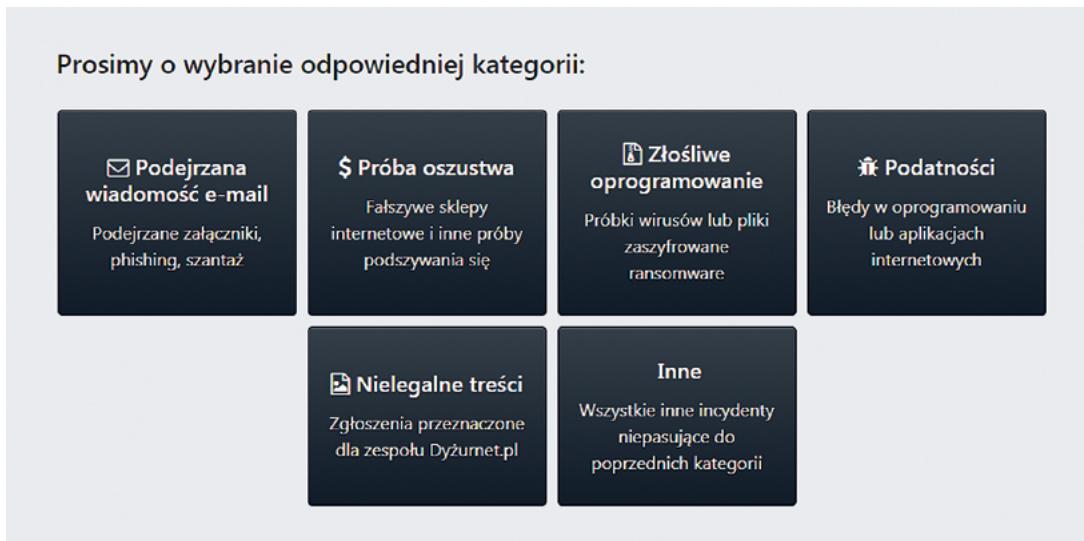 Prosimy o wybranie odpowiedniej kategorii:
Podejrzana
wiadomość e-mail
Podejrzane załączniki,
phishing, szantaż
$ Próba oszustwa
Fałszywe sklepy
internetowe i inne próby
podszywania się
Złośliwe
oprogramowanie
Próbki wirusów lub pliki
zaszyfrowane
ransomware
Podatności
Błędy w oprogramowaniu
lub aplikacjach
internetowych
Nielegalne treści
Zgłoszenia przeznaczone
dla zespołu Dyżurnet.pl
Inne
Wszystkie inne incydenty
niepasujące do
poprzednich kategorii